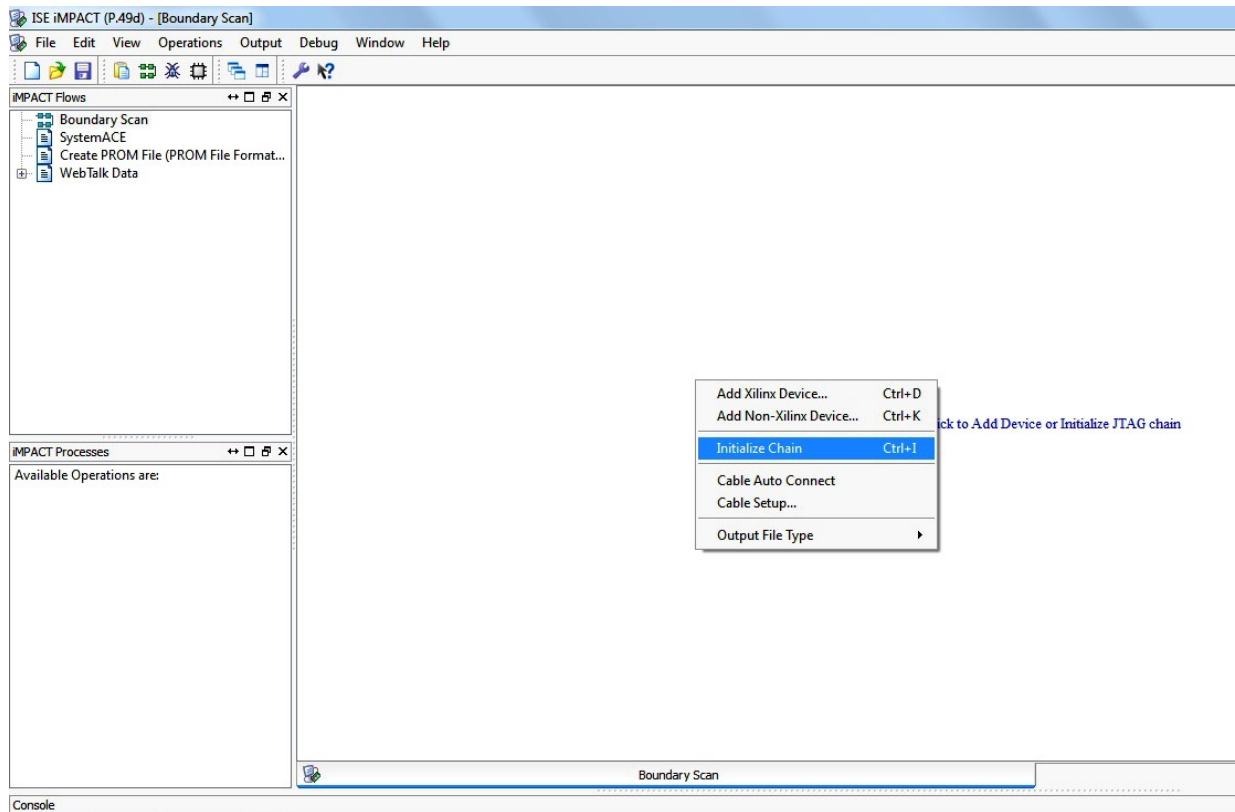 ISE iMPACT (P.49d) - [Boundary Scan]
File Edit View Operations Output Debug Window Help
iMPACT Flows
Boundary Scan
SystemACE
Create PROM File (PROM File Format...
WebTalk Data
Add Xilinx Device... Ctrl+D
Add Non-Xilinx Device... Ctrl+K
ick to Add Device or Initialize JTAG chain
Initialize Chain Ctrl+I
Cable Auto Connect
Cable Setup...
Output File Type
iMPACT Processes
Available Operations are:
Boundary Scan
Console